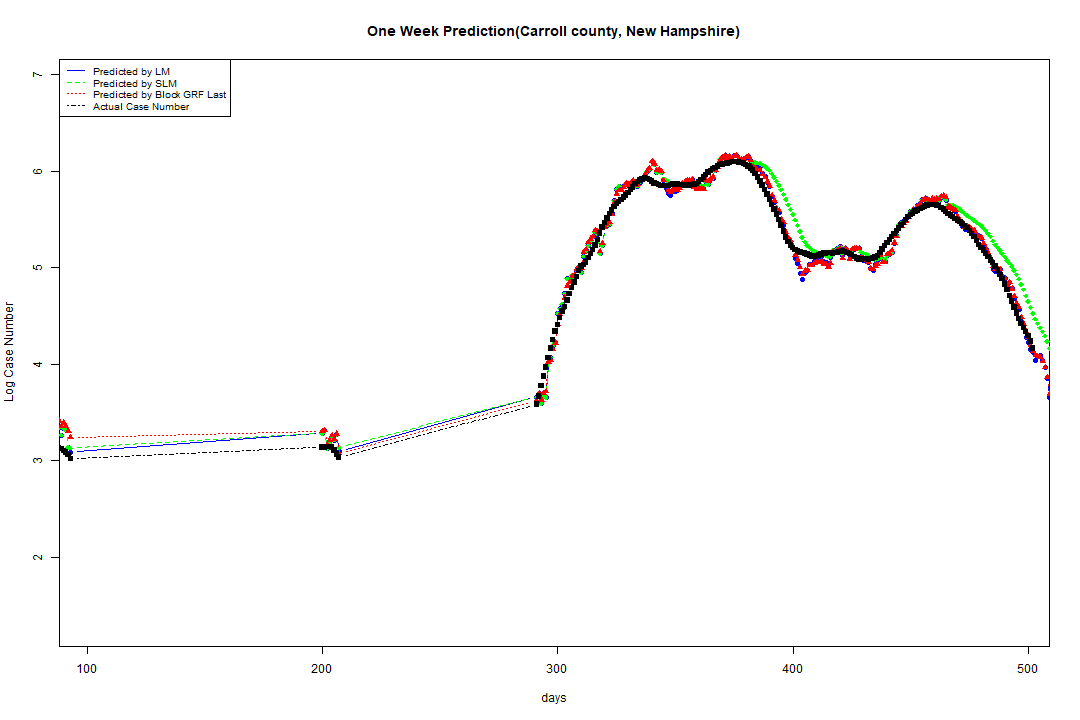 One Week Prediction(Carroll county, New Hampshire)
Predicted by LM
Predicted by SLM
Predicted by Block GRF Last
Actual Case Number
7
6
5
4
3
2
Log Case Number
100 200 300 400 500
days